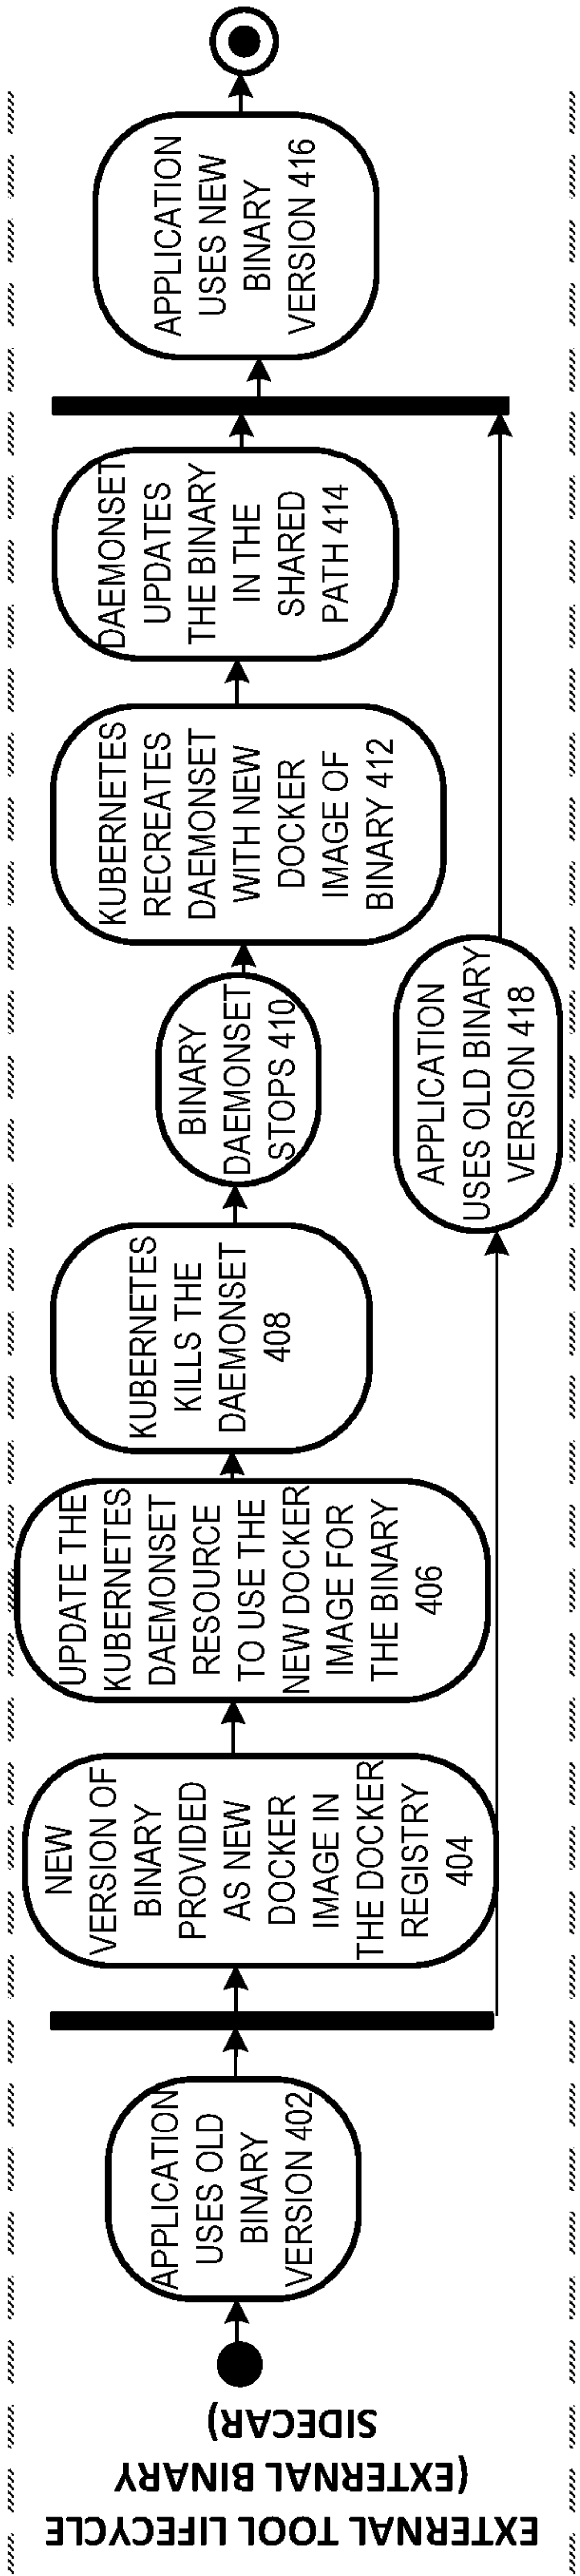 EXTERNAL TOOL LIFECYCLE
(EXTERNAL BINARY
SIDECAR)
APPLICATION
USES OLD
BINARY
VERSION 402
NEW
VERSION OF
BINARY
PROVIDED
AS NEW
DOCKER
IMAGE IN
THE DOCKER
REGISTRY
404
UPDATE THE
KUBERNETES
DAEMONSET
RESOURCE
TO USE THE
NEW DOCKER
IMAGE FOR
THE BINARY
406
KUBERNETES
KILLS THE
DAEMONSET
408
BINARY
DAEMONSET
STOPS 410
KUBERNETES
RECREATES
DAEMONSET
WITH NEW
DOCKER
IMAGE OF
BINARY 412
DAEMONSET
UPDATES
THE BINARY
IN THE
SHARED
PATH 414
APPLICATION
USES NEW
BINARY
VERSION 416
APPLICATION
USES OLD BINARY
VERSION 418